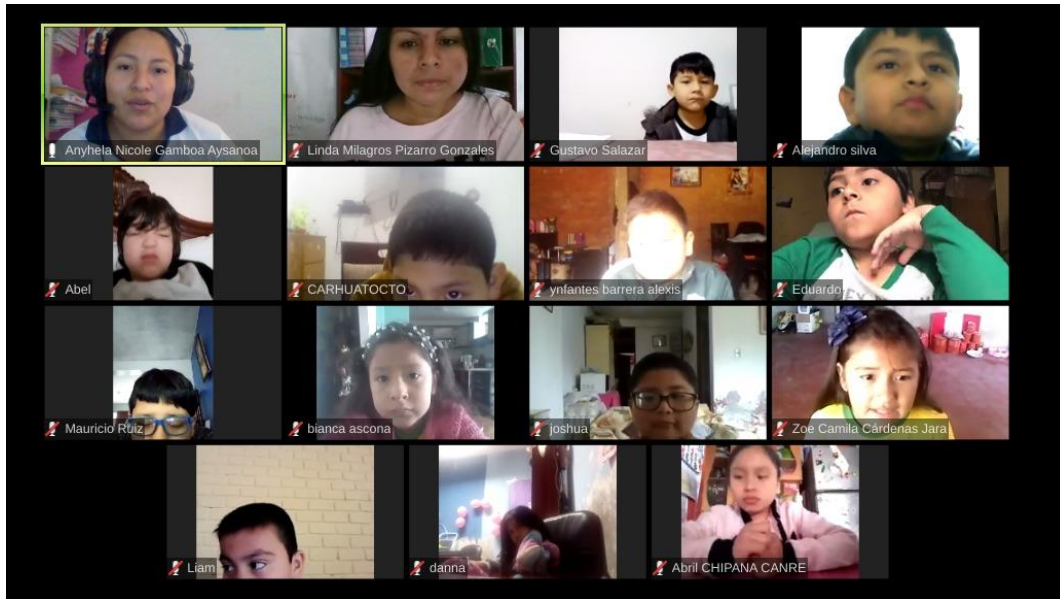 Anyhela Nicole Gamboa Aysanoa
Linda Milagros Pizarro Gonzales
Gustavo Salazar
Alejandro silva
Abel
CARHUATOCTO
ynfantes barrera alexis
Eduardo
Mauricio Ruiz
bianca ascona
joshua
Zoe Camila Cárdenas Jara
Liam
danna
Abril CHIPANA CANRE